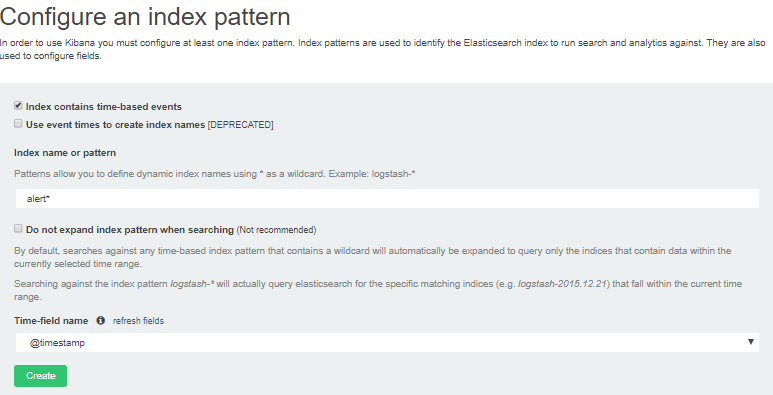 Configure an index pattern
In order to use Kibana you must configure at least one index pattern. Index patterns are used to identify the Elasticsearch index to run search and analytics against. They are also
used to configure fields.
Index contains time-based events
Use event times to create index names [DEPRECATED]
Index name or pattern
Patterns allow you to define dynamic index names using * as a wildcard. Example: logstash-*
alert*
Do not expand index pattern when searching (Not recommended)
By default, searches against any time-based index pattern that contains a wildcard will automatically be expanded to query only the indices that contain data within the
currently selected time range.
Searching against the index pattern logstash-* will actually query elasticsearch for the specific matching indices (e.g. logstash-2015.12.21) that fall within the current time
range.
Time-field name refresh fields
@timestamp
Create